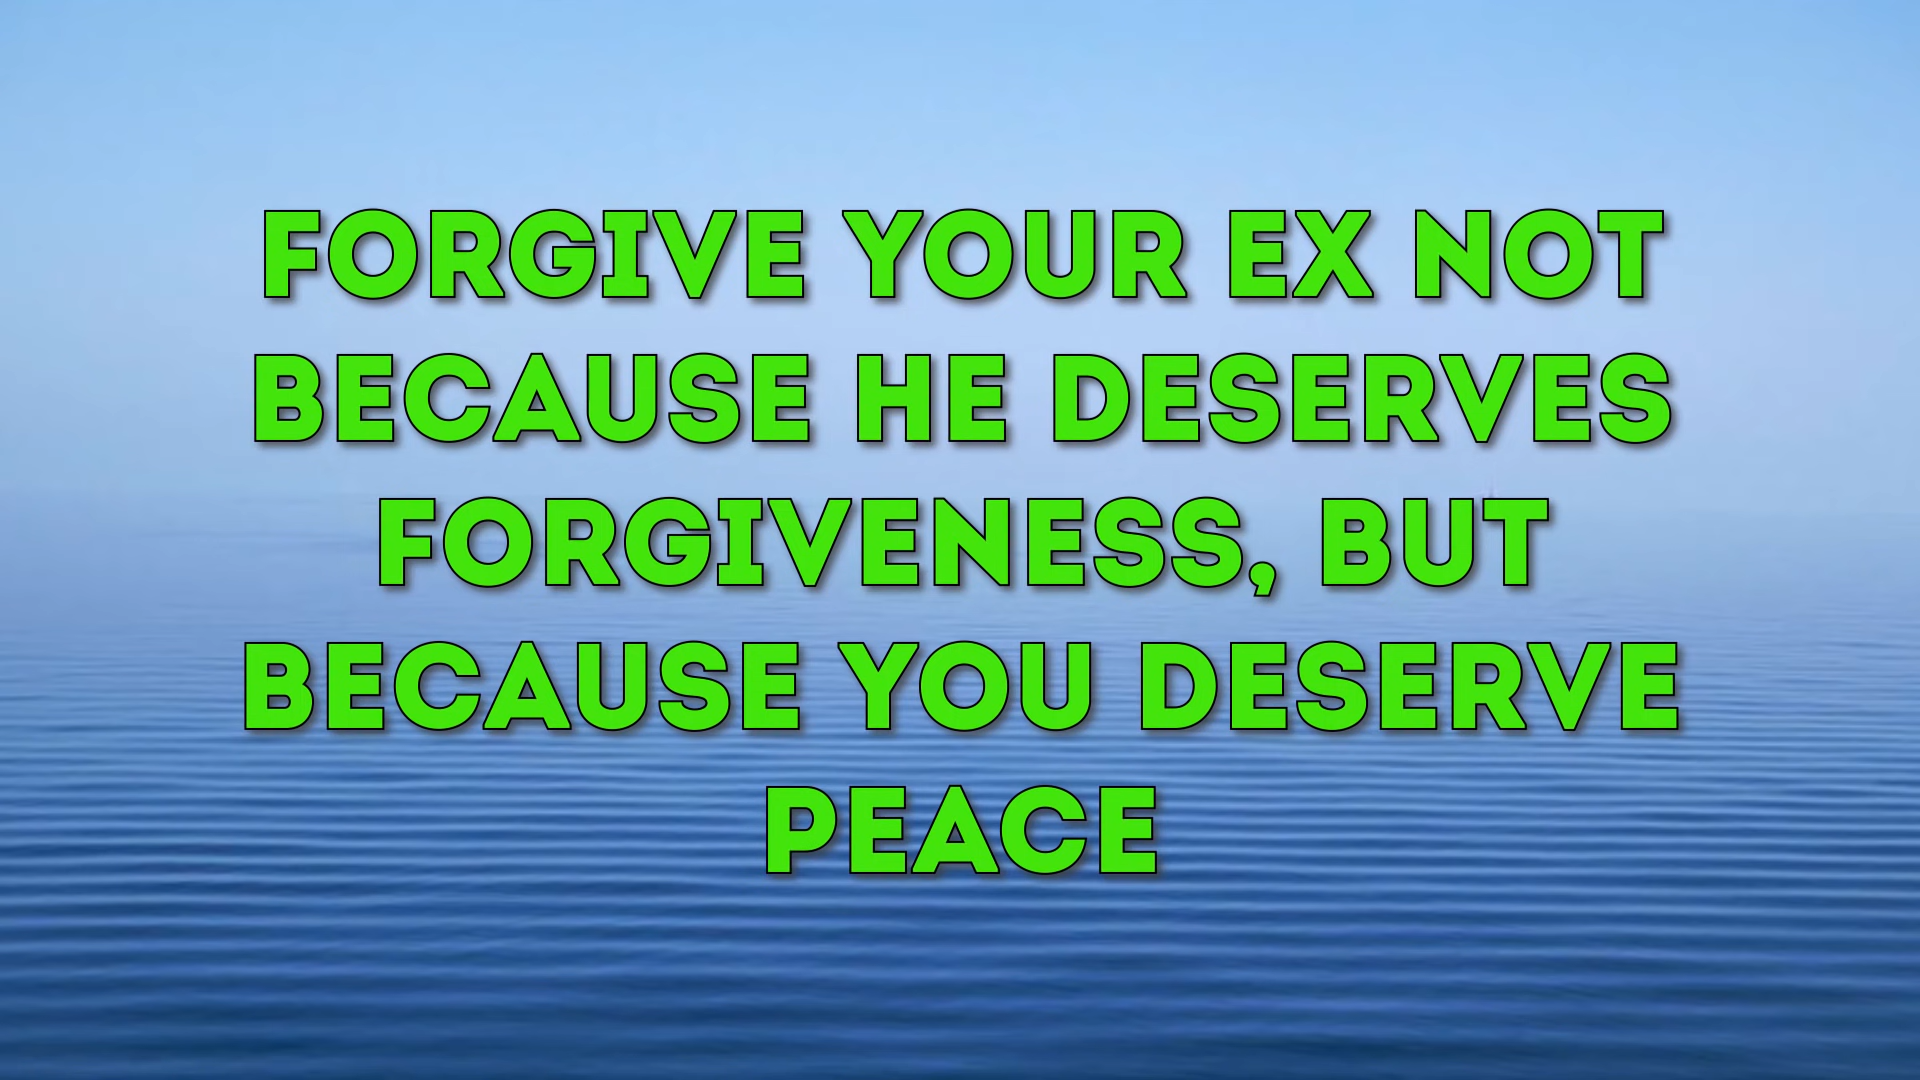 FORGIVE YOUR EX NOT
BECAUSE HE DESERVES
FORGIVENESS, BUT
BECAUSE YOU DESERVE
PEACE